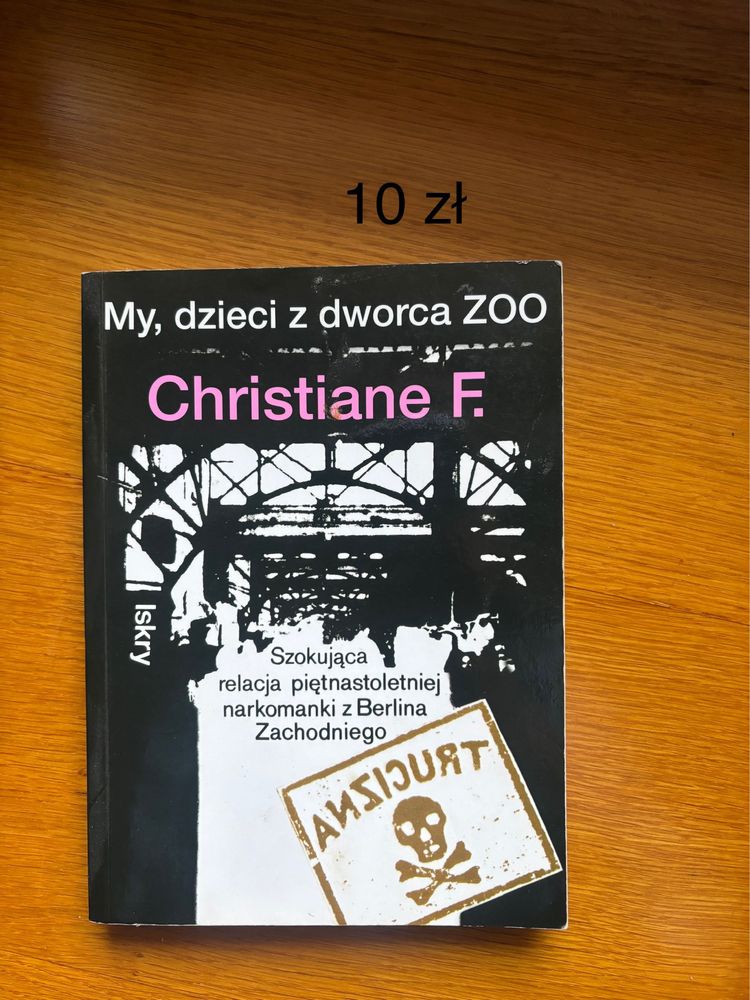 10 zł
My, dzieci z dworca ZOO
Christiane F.
Iskry
Szokująca
relacja piętnastoletniej
narkomanki z Berlina
Zachodniego
TRUCIZNA